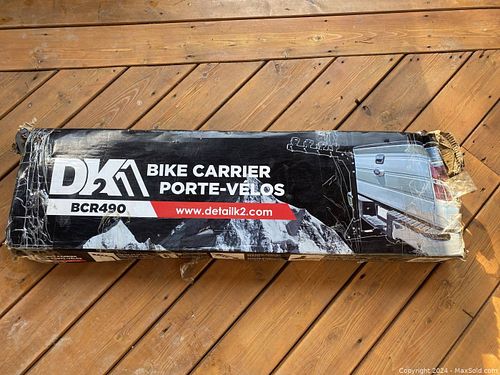 DK2
BIKE CARRIER
PORTE-VÉLOS
BCR490
www.detailk2.com
Copyright 2024 - MaxSold.com